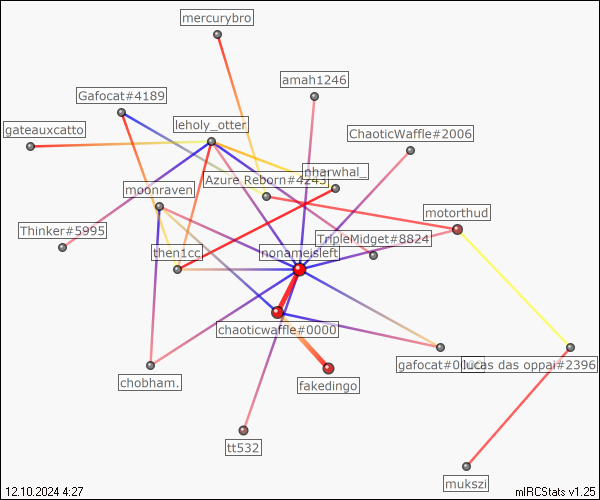 mercurybro
amah1246
Gafocat#4189
leholy_otter
gateauxcatto
ChaoticWaffle#2006
nharwhal_
Azure Reborn#4243
moonraven
motorthud
Thinker#5995
TripleMidget#8824
then1cc
nonameisleft
chaoticwaffle#0000
gafocat#0
lucas das oppai#2396
chobham.
fakedingo
tt532
mukszi
12.10.2024 4:27
mIRCStats v1.25